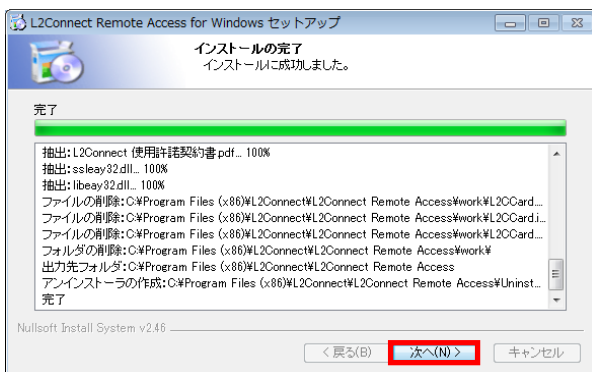 L2Connect Remote Access for Windows セットアップ
インストールの完了
インストールに成功しました。
完了
抽出: L2Connect 使用許諾契約書.pdf... 100%
抽出: ssleay32.dll... 100%
抽出: libeay32.dll... 100%
ファイルの削除: C:¥Program Files (x86)¥L2Connect¥L2Connect Remote Access¥work¥L2CCard....
ファイルの削除: C:¥Program Files (x86)¥L2Connect¥L2Connect Remote Access¥work¥L2CCard.i...
ファイルの削除: C:¥Program Files (x86)¥L2Connect¥L2Connect Remote Access¥work¥L2CCard....
フォルダの削除: C:¥Program Files (x86)¥L2Connect¥L2Connect Remote Access¥work¥
出力先フォルダ: C:¥Program Files (x86)¥L2Connect¥L2Connect Remote Access
アンインストーラの作成: C:¥Program Files (x86)¥L2Connect¥L2Connect Remote Access¥Uninst...
完了
Nullsoft Install System v2.46
< 戻る(B) 次へ(N) > キャンセル